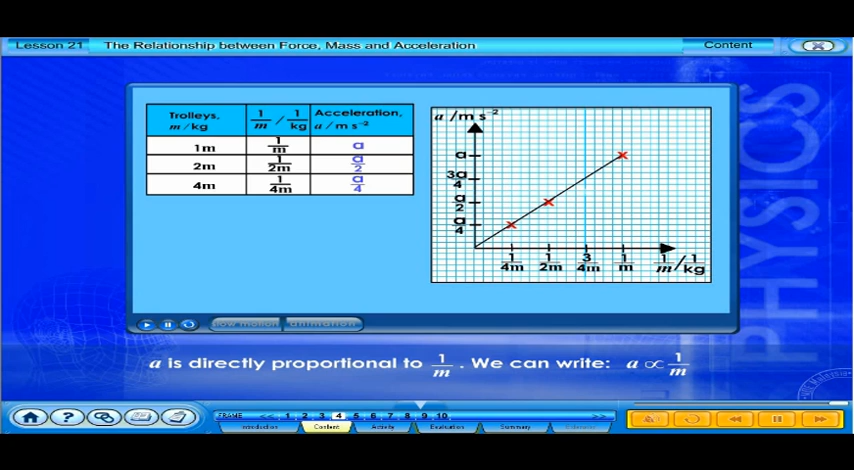 Lesson 21 The Relationship between Force, Mass and Acceleration Content
Trolleys, m/kg 1/m / 1/kg Acceleration, a/m s⁻²
1m 1/m a
2m 1/2m a/2
4m 1/4m a/4
a/m s⁻²
a
3a/4
a/2
a/4
1/4m 1/2m 3/4m 1/m 1/m / 1/kg
PHYSICS
slow motion animation
a is directly proportional to 1/m. We can write: a ∝ 1/m
FRAME << 1 2 3 4 5 6 7 8 9 10 >>
Introduction Content Activity Evaluation Summary